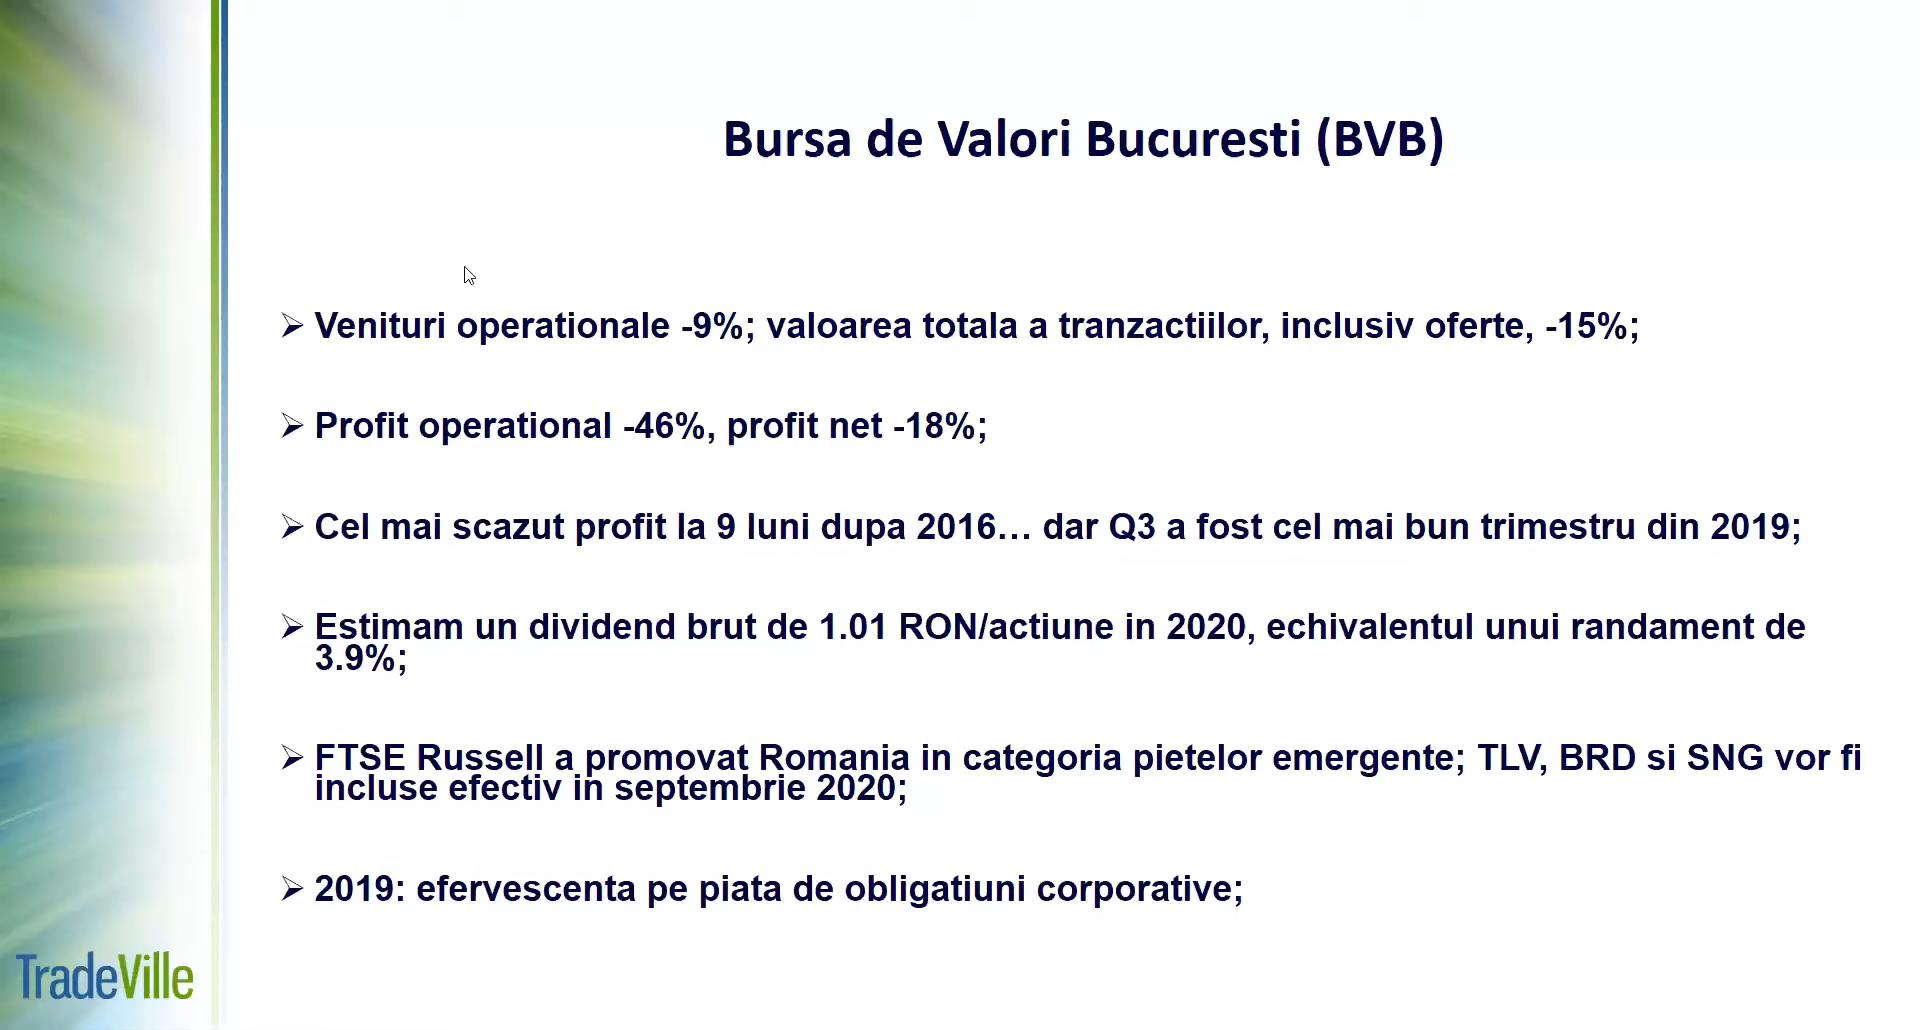 Bursa de Valori Bucuresti (BVB)
Venituri operationale -9%; valoarea totala a tranzactiilor, inclusiv oferte, -15%;
Profit operational -46%, profit net -18%;
Cel mai scazut profit la 9 luni dupa 2016… dar Q3 a fost cel mai bun trimestru din 2019;
Estimam un dividend brut de 1.01 RON/actiune in 2020, echivalentul unui randament de
3.9%;
FTSE Russell a promovat Romania in categoria pietelor emergente; TLV, BRD si SNG vor fi
incluse efectiv in septembrie 2020;
2019: efervescenta pe piata de obligatiuni corporative;
TradeVille